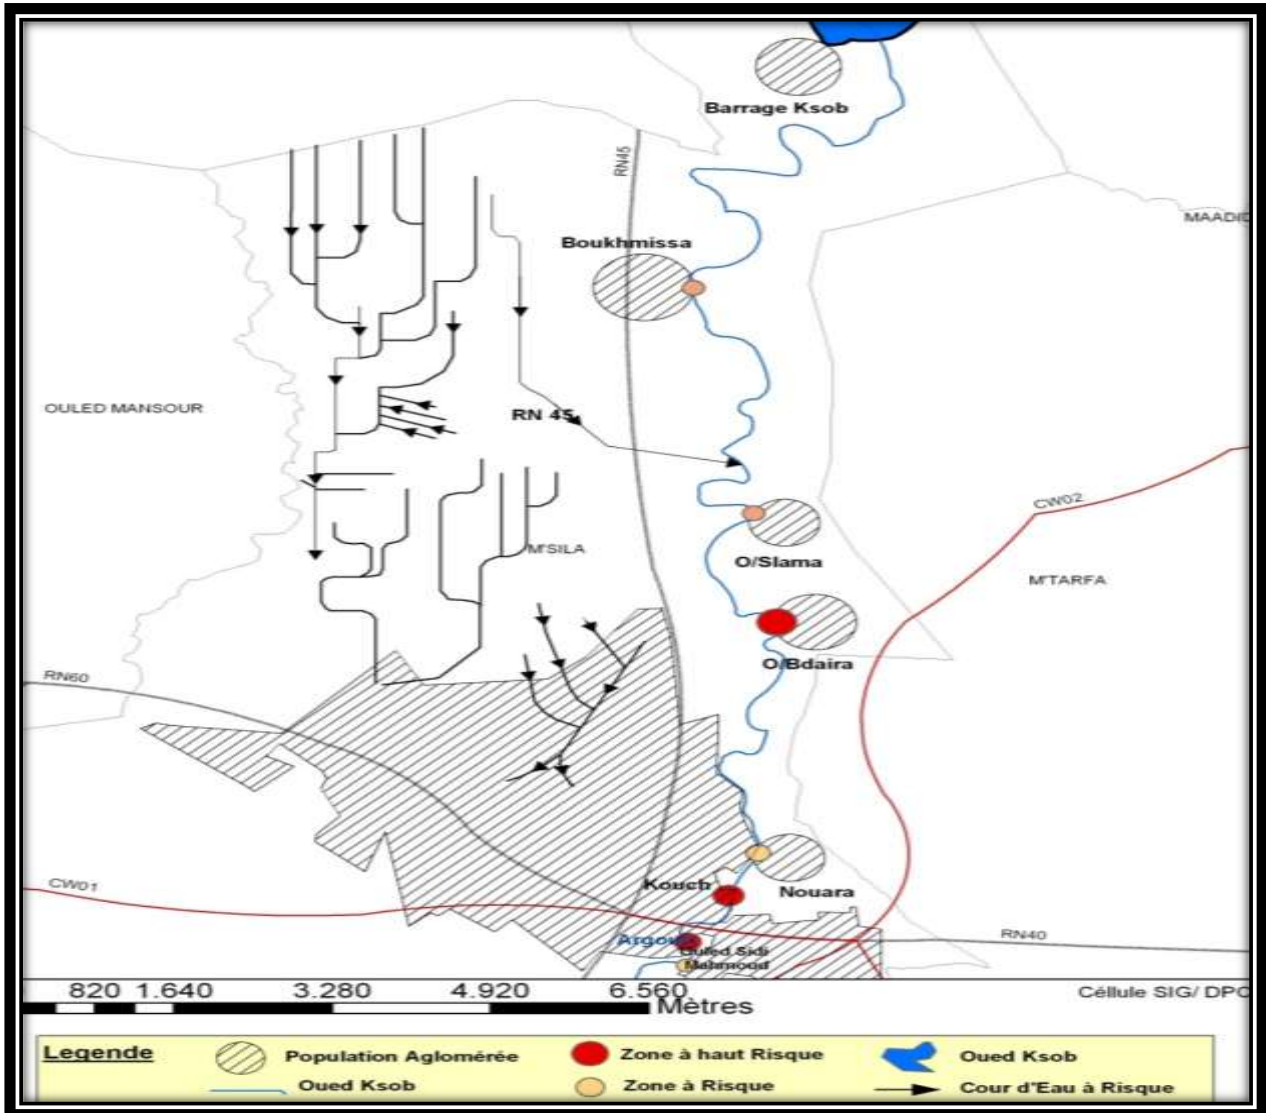 Barrage Ksob
RN45
MAADID
Boukhmissa
OULED MANSOUR
RN 45
CW02
M'SILA
O/Slama
M'TARFA
O/Bdaira
RN60
CW01
Kouch
Nouara
RN40
Ouled Sidi
Mahmoud
820 1.640 3.280 4.920 6.560
Mètres
Céllule SIG/ DPC
Legende
Population Aglomérée
Zone à haut Risque
Oued Ksob
Oued Ksob
Zone à Risque
Cour d'Eau à Risque